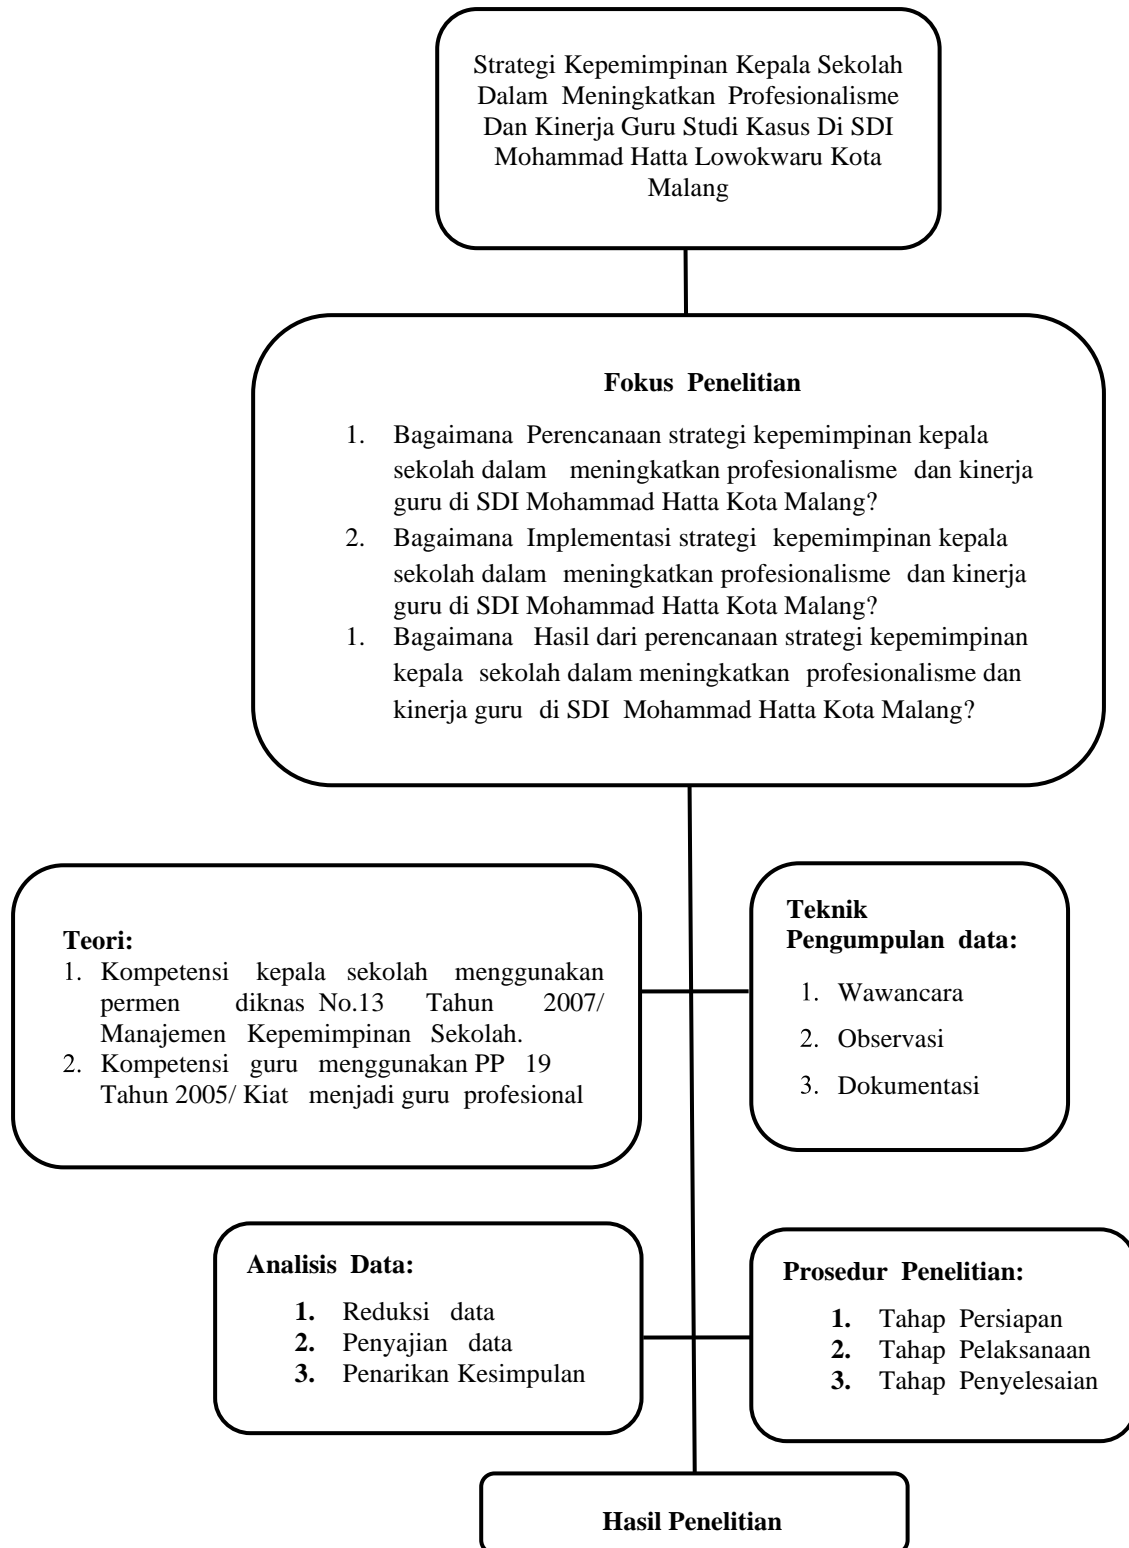 Strategi Kepemimpinan Kepala Sekolah
Dalam Meningkatkan Profesionalisme
Dan Kinerja Guru Studi Kasus Di SDI
Mohammad Hatta Lowokwaru Kota
Malang
Fokus Penelitian
1. Bagaimana Perencanaan strategi kepemimpinan kepala
sekolah dalam meningkatkan profesionalisme dan kinerja
guru di SDI Mohammad Hatta Kota Malang?
2. Bagaimana Implementasi strategi kepemimpinan kepala
sekolah dalam meningkatkan profesionalisme dan kinerja
guru di SDI Mohammad Hatta Kota Malang?
1. Bagaimana Hasil dari perencanaan strategi kepemimpinan
kepala sekolah dalam meningkatkan profesionalisme dan
kinerja guru di SDI Mohammad Hatta Kota Malang?
Teori:
1. Kompetensi kepala sekolah menggunakan
permen diknas No.13 Tahun 2007/
Manajemen Kepemimpinan Sekolah.
2. Kompetensi guru menggunakan PP 19
Tahun 2005/ Kiat menjadi guru profesional
Teknik
Pengumpulan data:
1. Wawancara
2. Observasi
3. Dokumentasi
Analisis Data:
1. Reduksi data
2. Penyajian data
3. Penarikan Kesimpulan
Prosedur Penelitian:
1. Tahap Persiapan
2. Tahap Pelaksanaan
3. Tahap Penyelesaian
Hasil Penelitian